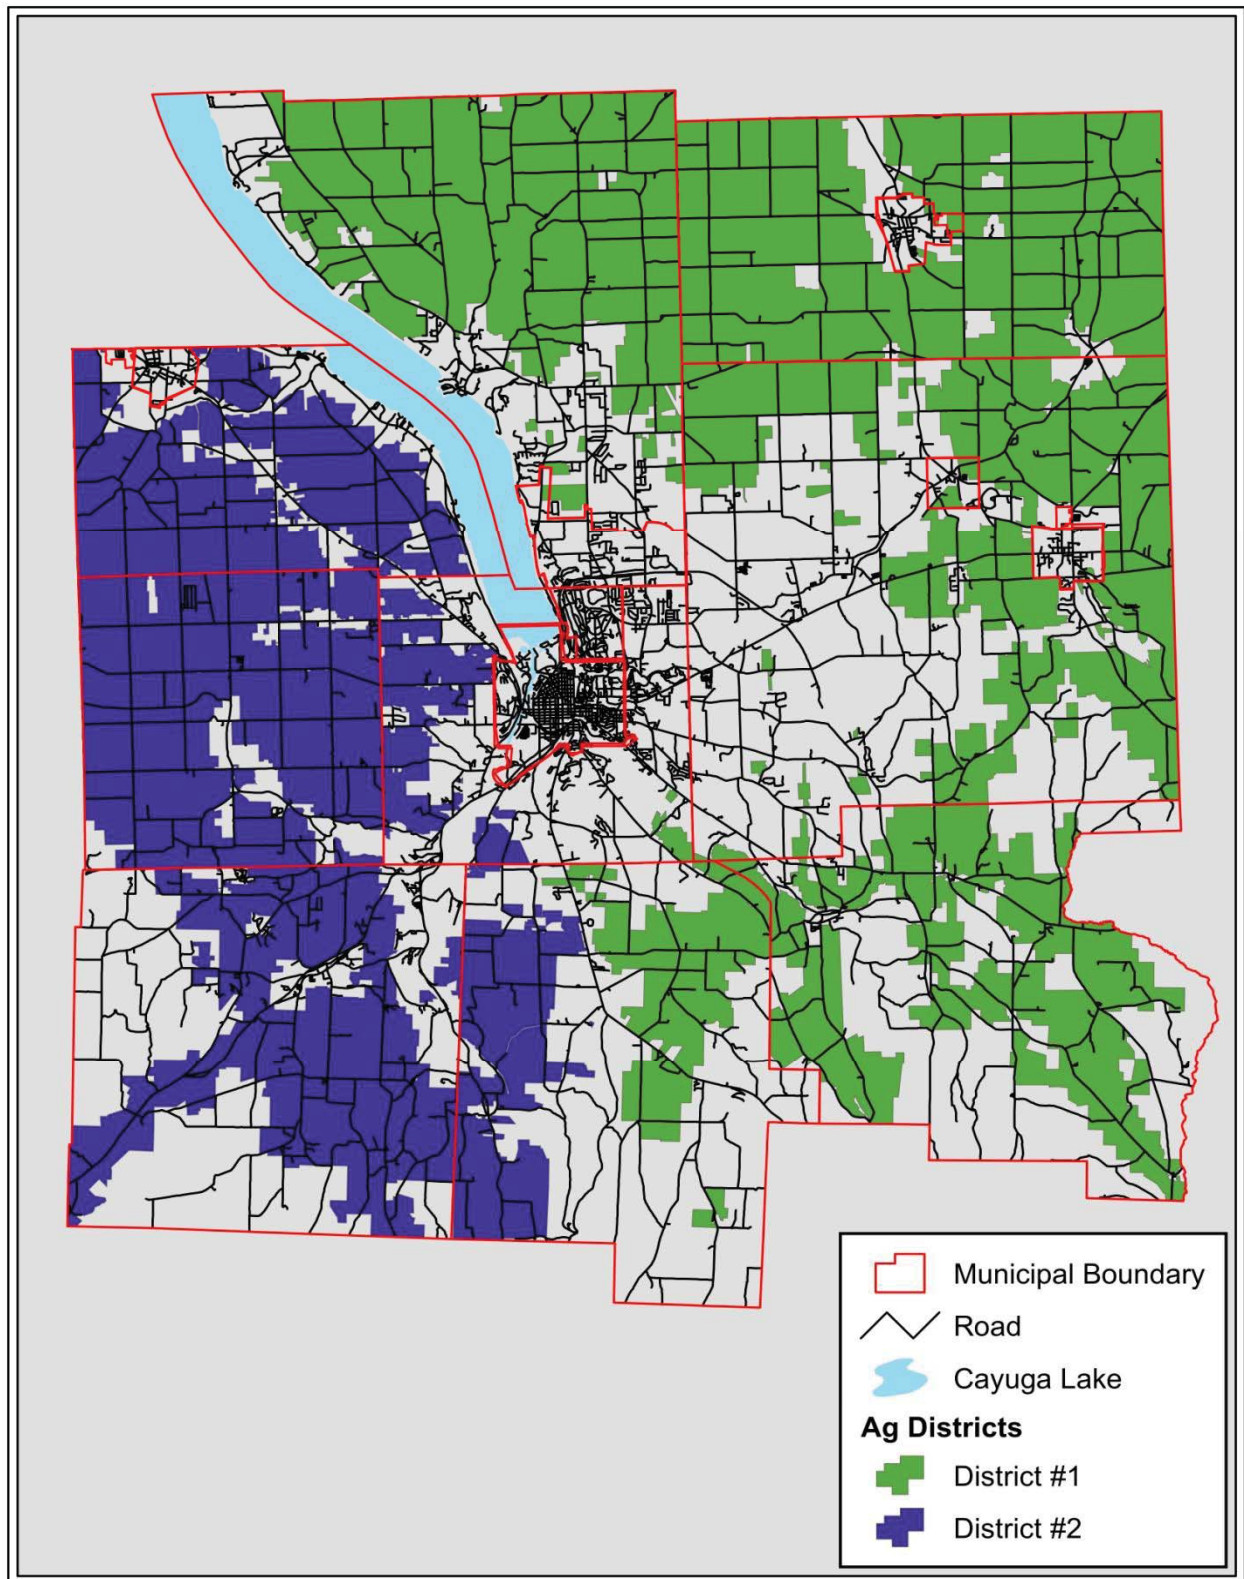 Municipal Boundary
Road
Cayuga Lake
Ag Districts
District #1
District #2